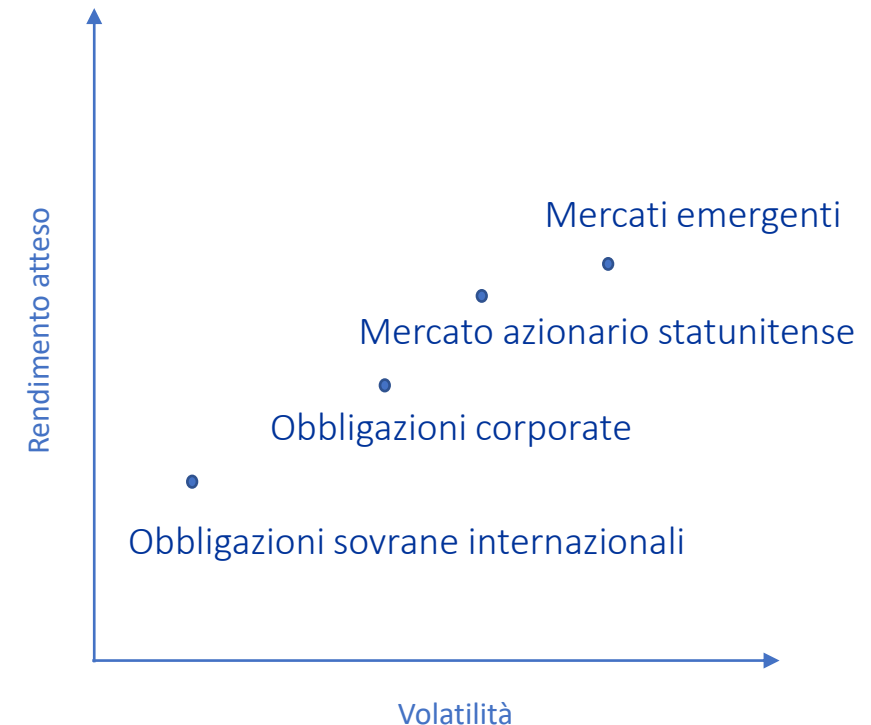 Rendimento atteso
Mercati emergenti
Mercato azionario statunitense
Obbligazioni corporate
Obbligazioni sovrane internazionali
Volatilità